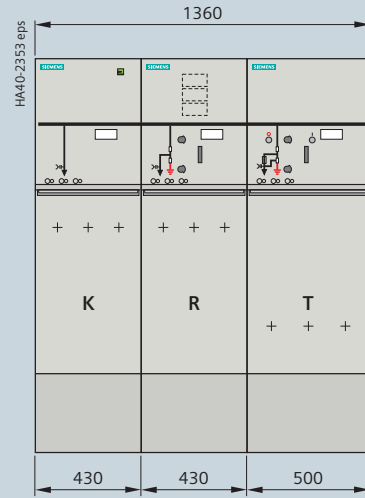 1360
HA40-2353 eps
SIEMENS SIEMENS SIEMENS
K R T
430 430 500